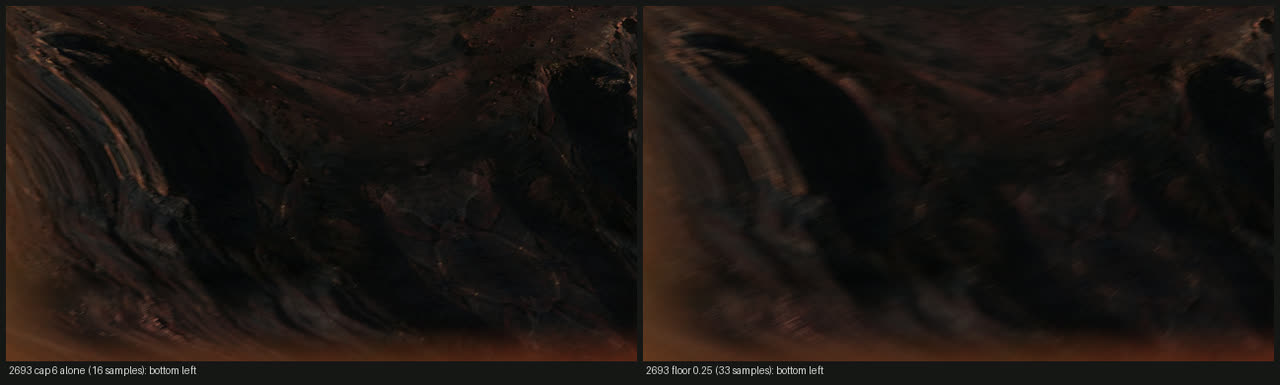 2693 cap 6 alone (16 samples): bottom left
2693 floor 0.25 (33 samples): bottom left